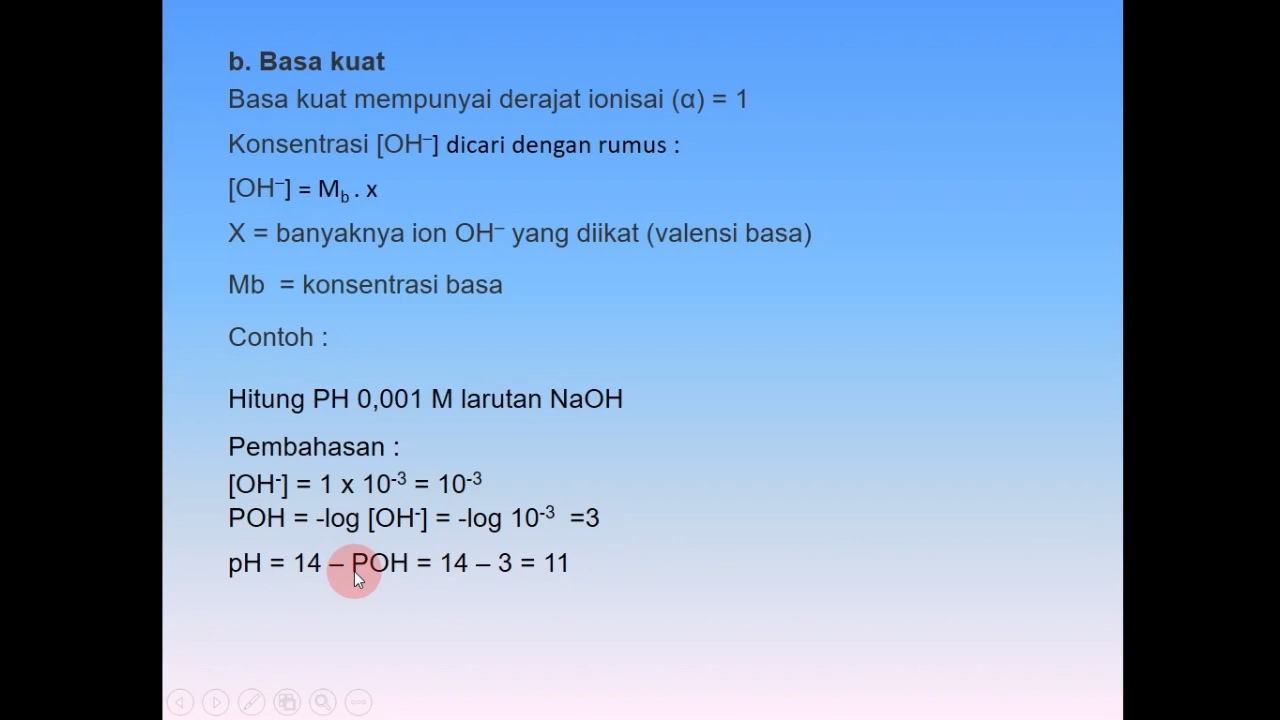 b. Basa kuat
Basa kuat mempunyai derajat ionisai (α) = 1
Konsentrasi [OH⁻] dicari dengan rumus :
[OH⁻] = M_b . x
X = banyaknya ion OH⁻ yang diikat (valensi basa)
Mb = konsentrasi basa
Contoh :
Hitung PH 0,001 M larutan NaOH
Pembahasan :
[OH⁻] = 1 x 10⁻³ = 10⁻³
POH = -log [OH⁻] = -log 10⁻³ =3
pH = 14 – POH = 14 – 3 = 11